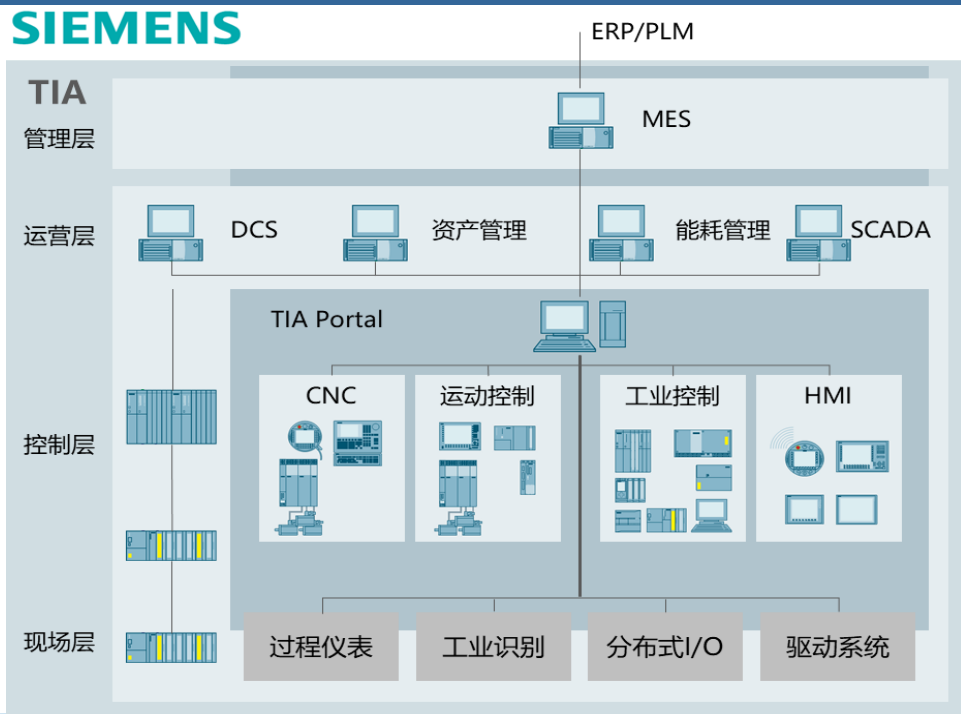 SIEMENS
ERP/PLM
TIA
管理层
MES
运营层
DCS
资产管理
能耗管理
SCADA
TIA Portal
控制层
CNC
运动控制
工业控制
HMI
现场层
过程仪表
工业识别
分布式I/O
驱动系统